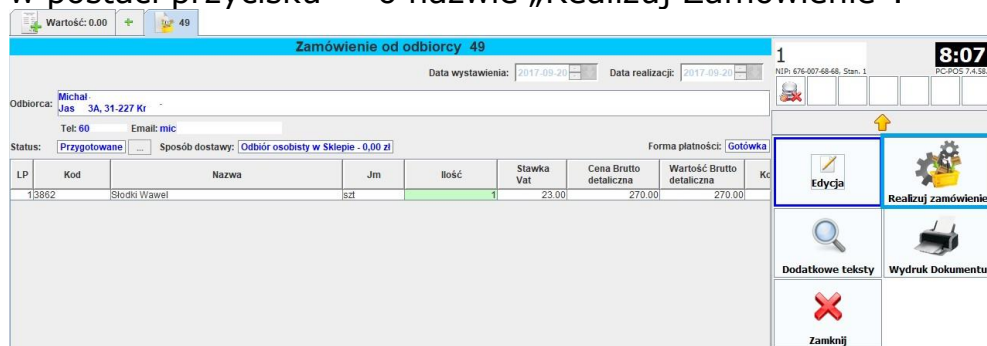 w postaci przycisku – o nazwie „Realizuj Zamówienie".
Wartość: 0.00 + 49
Zamówienie od odbiorcy 49
1
8:07
NIP: 676-007-68-68, Stan. 1 PC-POS 7.4.58.
Data wystawienia: 2017-09-20 Data realizacji: 2017-09-20
Odbiorca: Michal
Jas 3A, 31-227 Kr
Tel: 60 Email: mic
Status: Przygotowane ... Sposób dostawy: Odbiór osobisty w Sklepie - 0,00 zł Forma płatności: Gotówka
LP Kod Nazwa Jm Ilość Stawka Vat Cena Brutto detaliczna Wartość Brutto detaliczna Kc
1 3862 Słodki Wawel szt 1 23.00 270.00 270.00
Edycja
Realizuj zamówienie
Dodatkowe teksty
Wydruk Dokumentu
Zamknij